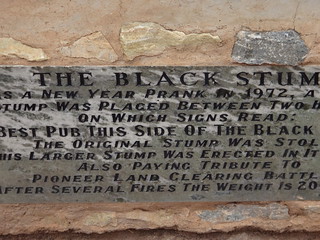 THE BLACK STUM
AS A NEW YEAR PRANK IN 1972, A
STUMP WAS PLACED BETWEEN TWO
ON WHICH SIGNS READ:
BEST PUB THIS SIDE OF THE BLACK
THE ORIGINAL STUMP WAS STOL
HIS LARGER STUMP WAS ERECTED IN IT
ALSO PAYING TRIBUTE TO
PIONEER LAND CLEARING BATTL
AFTER SEVERAL FIRES THE WEIGHT IS 20